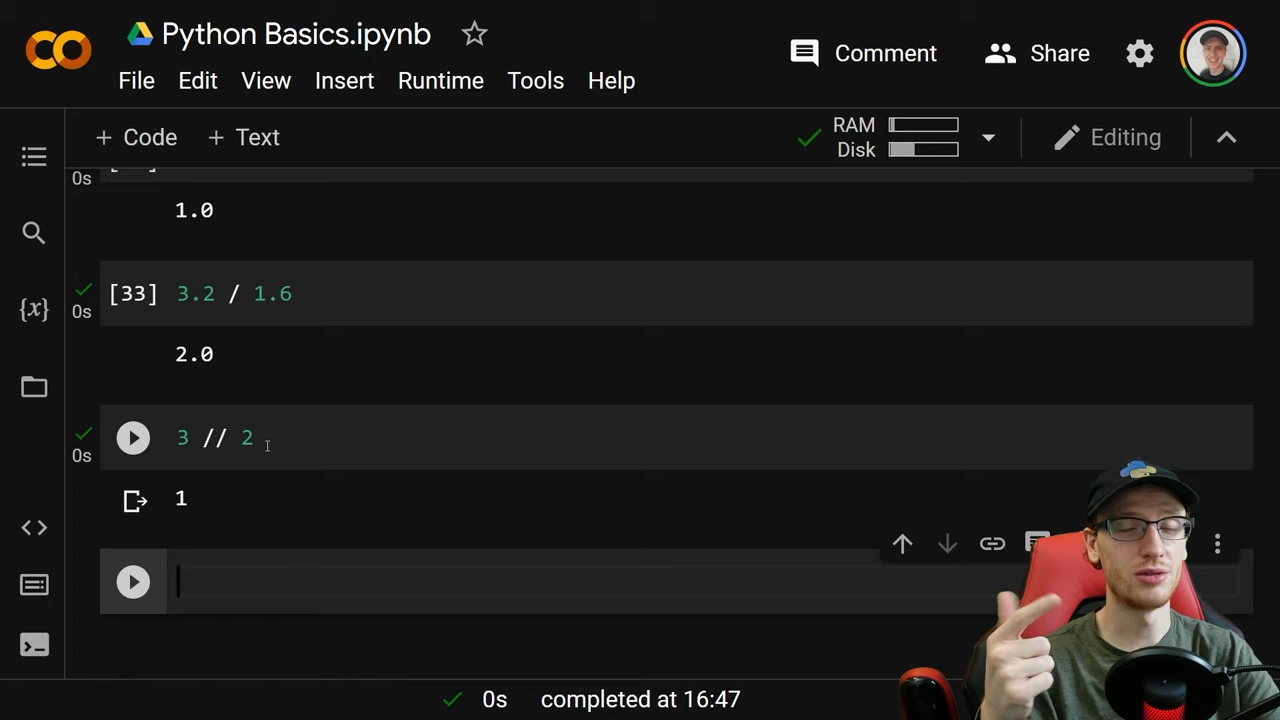 Python Basics.ipynb
File Edit View Insert Runtime Tools Help
Comment Share
+ Code + Text
RAM
Disk
Editing
0s
1.0
[33] 3.2 / 1.6
0s
2.0
3 // 2
0s
1
0s completed at 16:47